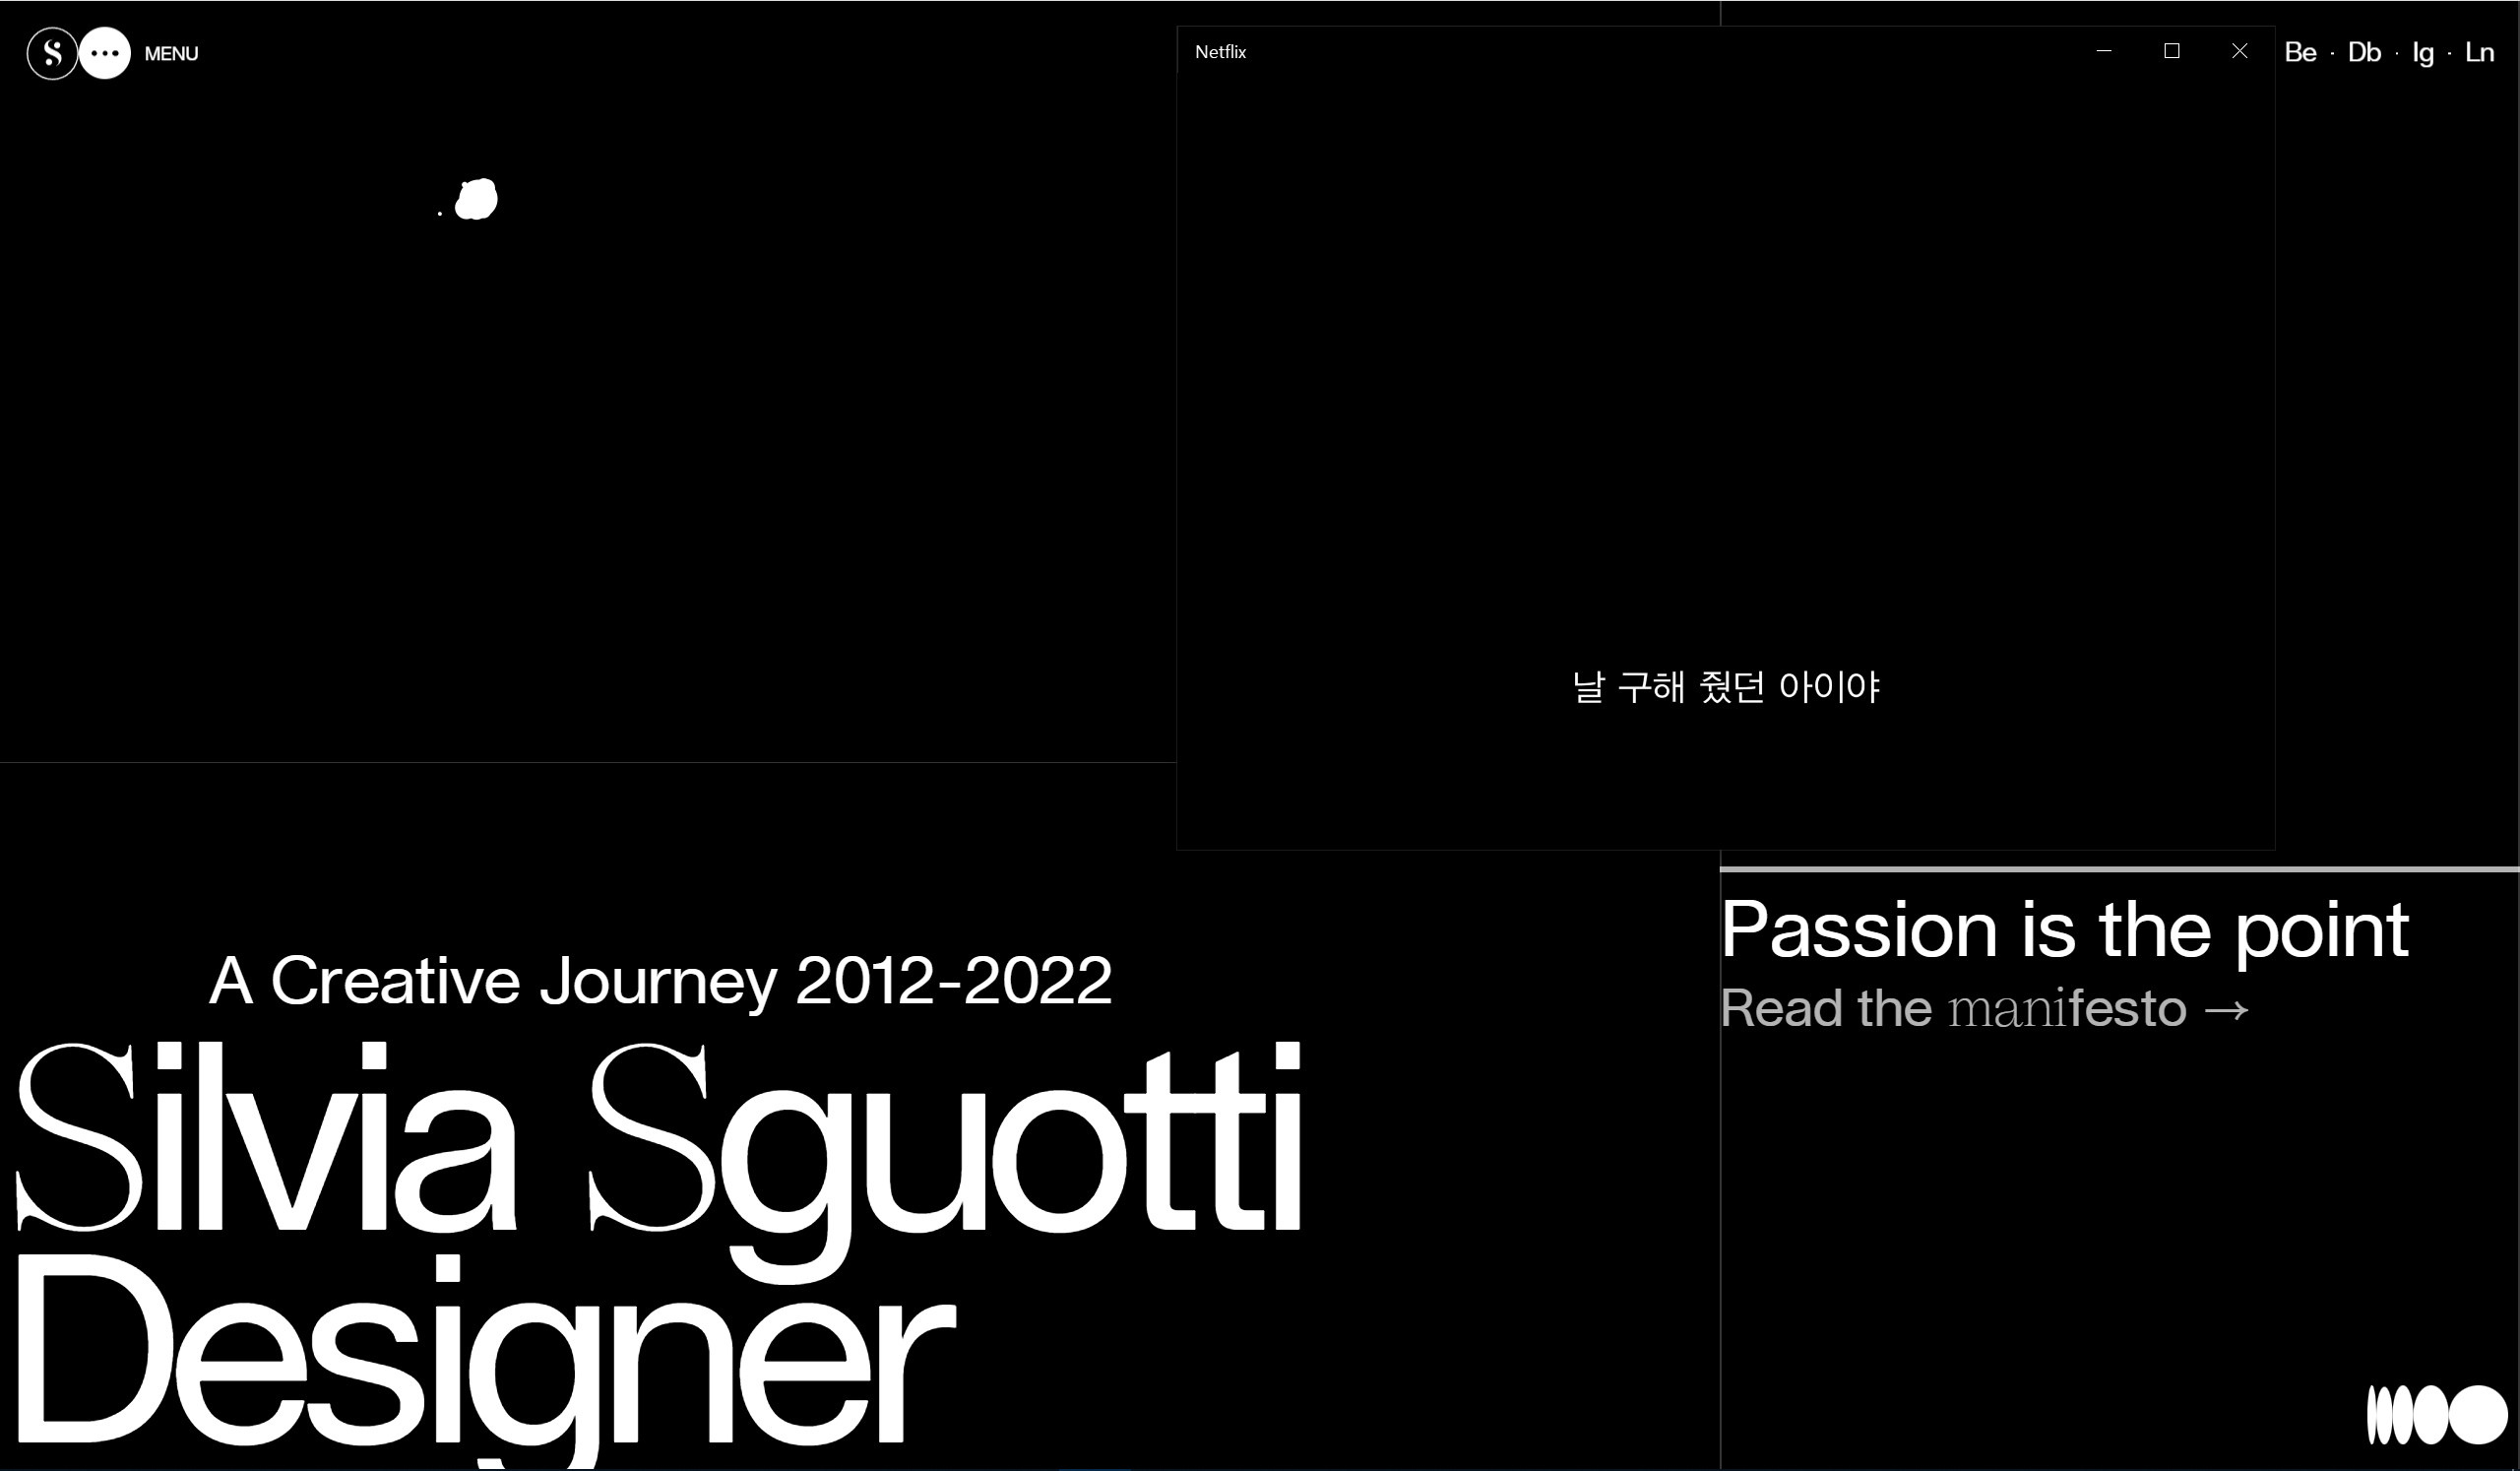 MENU
Netflix
Be · Db · Ig · Ln
날 구해 줬던 아이야
Passion is the point
Read the manifesto →
A Creative Journey 2012-2022
Silvia Sguotti
Designer